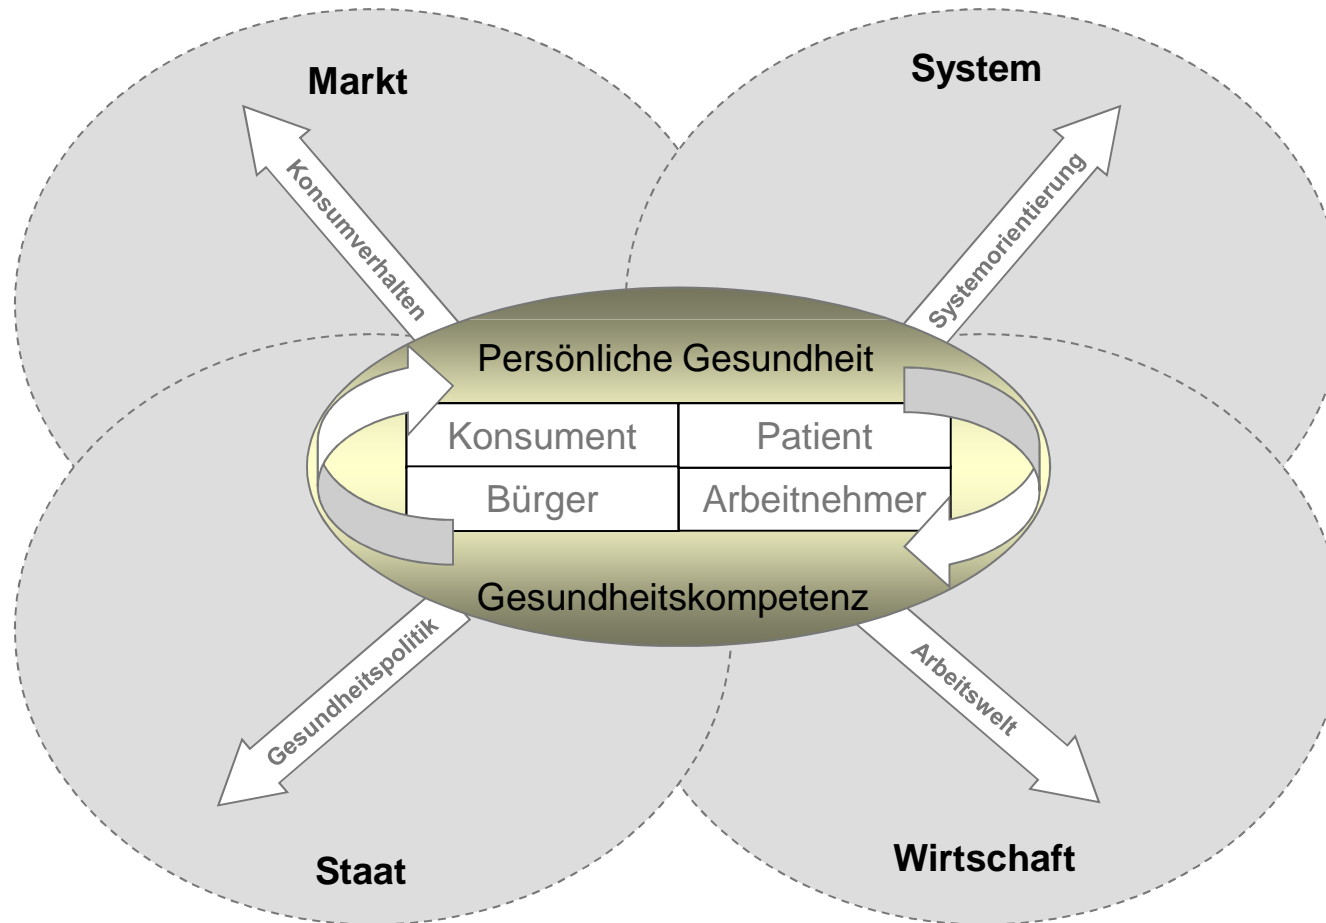 Markt
System
Konsumverhalten
Systemorientierung
Persönliche Gesundheit
Konsument
Patient
Bürger
Arbeitnehmer
Gesundheitskompetenz
Gesundheitspolitik
Arbeitswelt
Staat
Wirtschaft